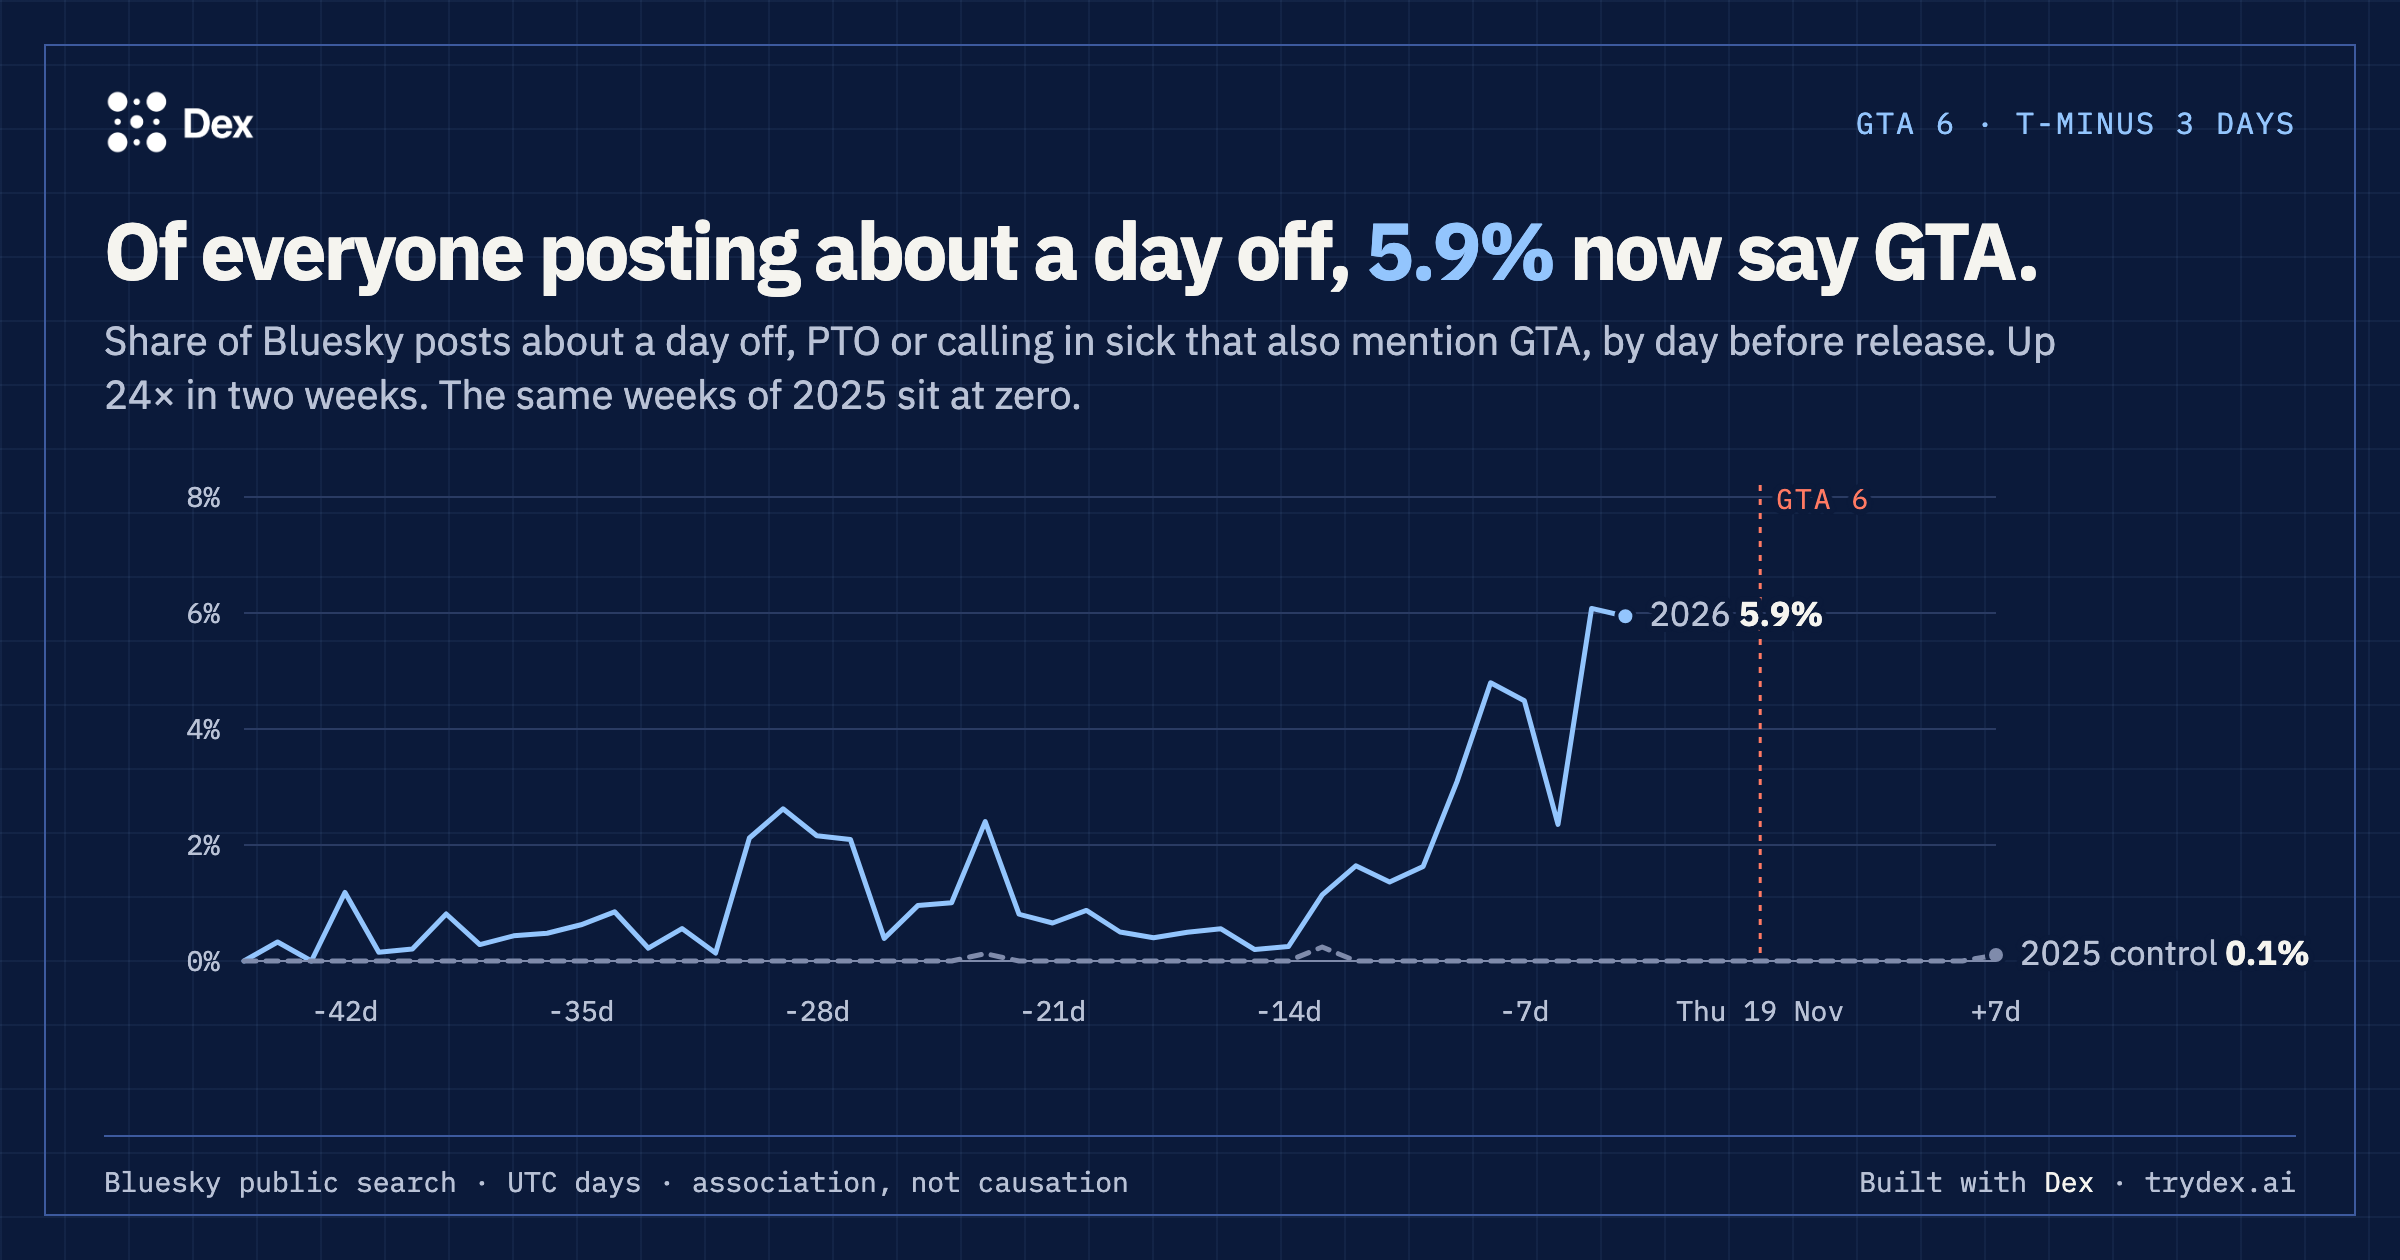 Dex
GTA 6 · T-MINUS 3 DAYS
Of everyone posting about a day off, 5.9% now say GTA.
Share of Bluesky posts about a day off, PTO or calling in sick that also mention GTA, by day before release. Up
24× in two weeks. The same weeks of 2025 sit at zero.
8%
GTA 6
6%
2026 5.9%
4%
2%
0%
2025 control 0.1%
-42d
-35d
-28d
-21d
-14d
-7d
Thu 19 Nov
+7d
Bluesky public search · UTC days · association, not causation
Built with Dex · trydex.ai